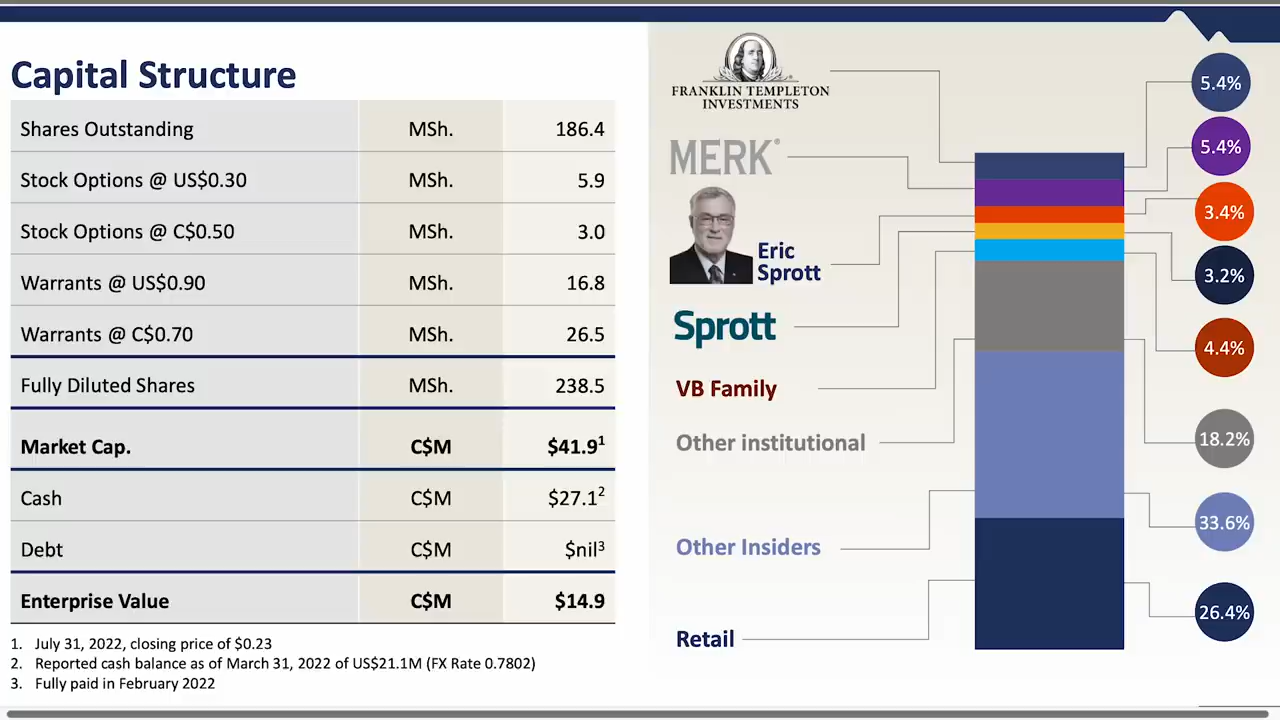 Capital Structure
Shares Outstanding MSh. 186.4
Stock Options @ US$0.30 MSh. 5.9
Stock Options @ C$0.50 MSh. 3.0
Warrants @ US$0.90 MSh. 16.8
Warrants @ C$0.70 MSh. 26.5
Fully Diluted Shares MSh. 238.5
Market Cap. C$M $41.9¹
Cash C$M $27.1²
Debt C$M $nil³
Enterprise Value C$M $14.9
1. July 31, 2022, closing price of $0.23
2. Reported cash balance as of March 31, 2022 of US$21.1M (FX Rate 0.7802)
3. Fully paid in February 2022
FRANKLIN TEMPLETON
INVESTMENTS
MERK®
Eric
Sprott
Sprott
VB Family
Other institutional
Other Insiders
Retail
5.4%
5.4%
3.4%
3.2%
4.4%
18.2%
33.6%
26.4%